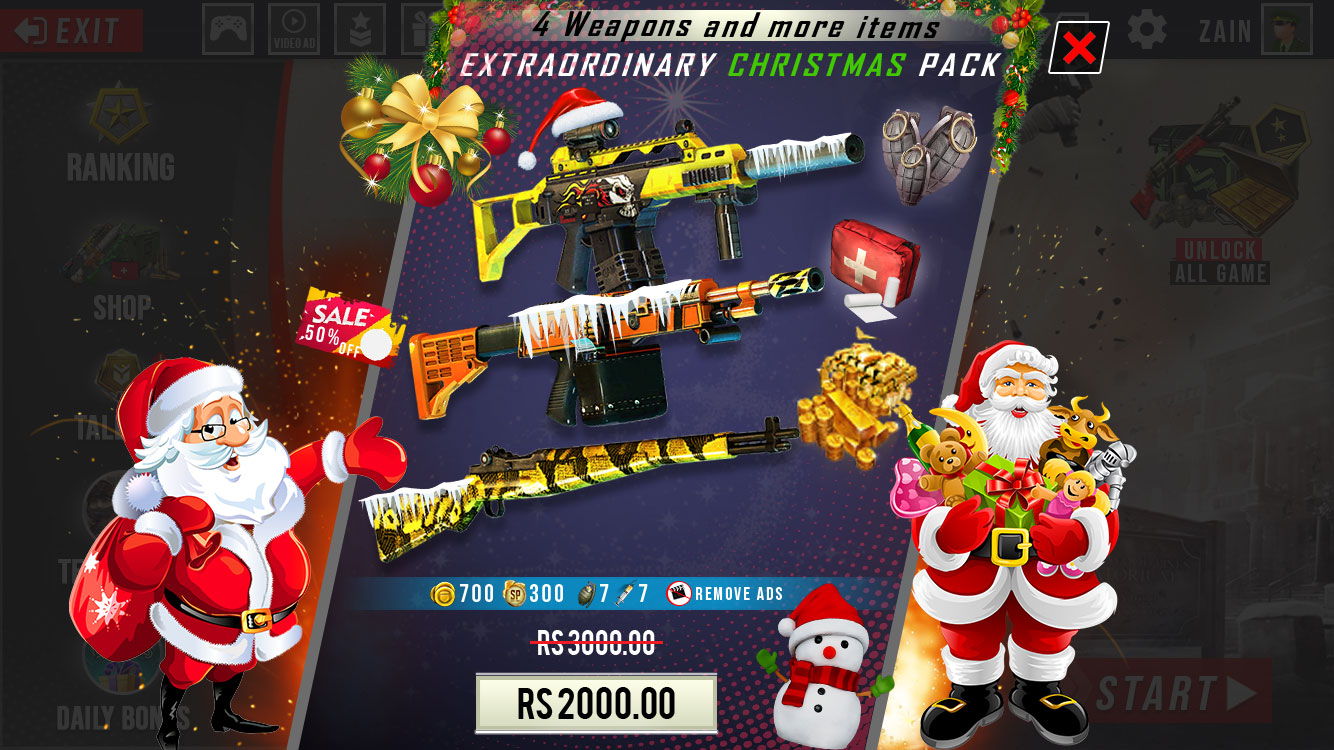 EXIT
VIDEO AD
4 Weapons and more items
EXTRAORDINARY CHRISTMAS PACK
ZAIN
RANKING
SHOP
UNLOCK
ALL GAME
SALE
50%
OFF
700
SP 300
7
7
REMOVE ADS
RS 3000.00
RS 2000.00
DAILY BONUS
START